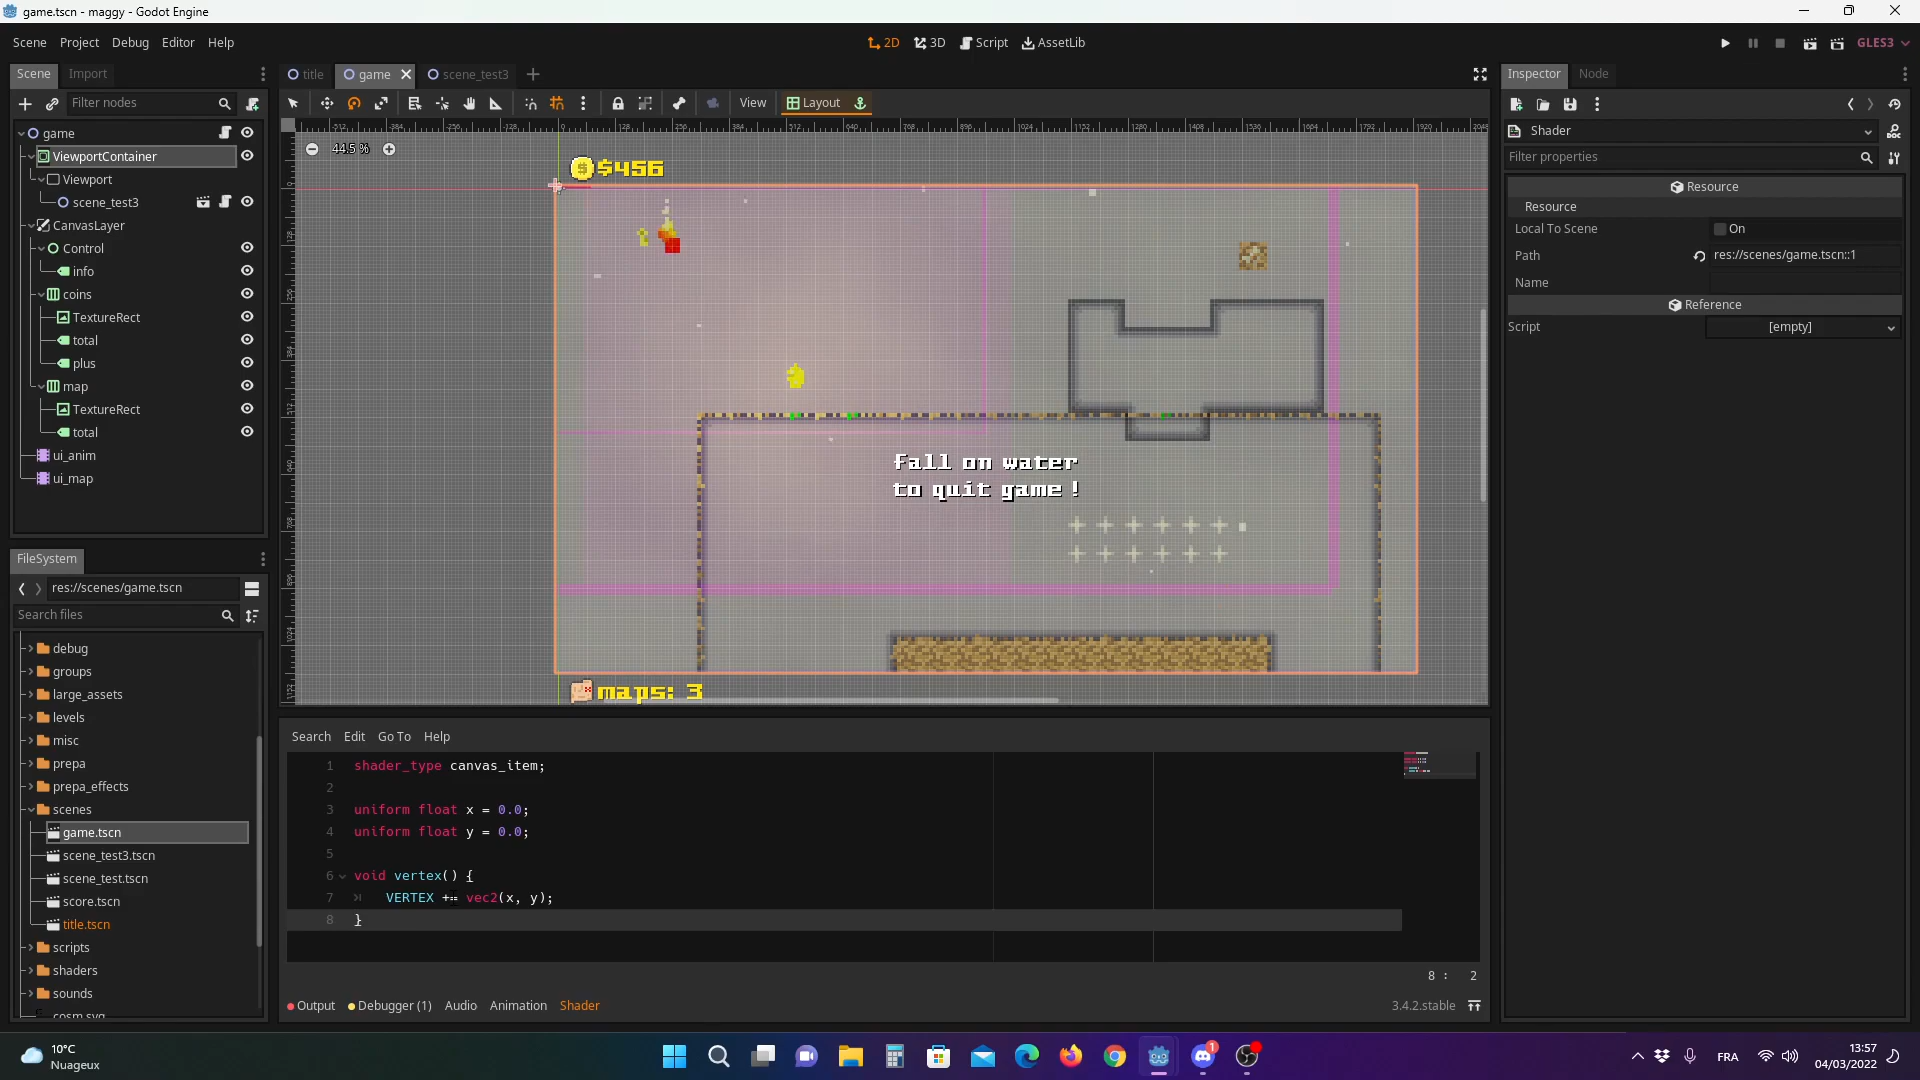 game.tscn - maggy - Godot Engine
Scene Project Debug Editor Help
2D 3D Script AssetLib
GLES3
Scene Import
title game scene_test3
Inspector Node
Filter nodes
View Layout
Shader
Filter properties
game
ViewportContainer
Viewport
scene_test3
CanvasLayer
Control
info
coins
TextureRect
total
plus
map
TextureRect
total
ui_anim
ui_map
44.5 %
$456
fall on water
to quit game !
maps: 3
Resource
Resource
Local To Scene On
Path res://scenes/game.tscn::1
Name
Reference
Script [empty]
FileSystem
res://scenes/game.tscn
Search files
debug
groups
large_assets
levels
misc
prepa
prepa_effects
scenes
game.tscn
scene_test3.tscn
scene_test.tscn
score.tscn
title.tscn
scripts
shaders
sounds
cosm.svg
Search Edit Go To Help
1 shader_type canvas_item;
2
3 uniform float x = 0.0;
4 uniform float y = 0.0;
5
6 void vertex() {
7 VERTEX += vec2(x, y);
8 }
8 : 2
Output Debugger (1) Audio Animation Shader
3.4.2.stable
10°C
Nuageux
1
FRA
13:57
04/03/2022